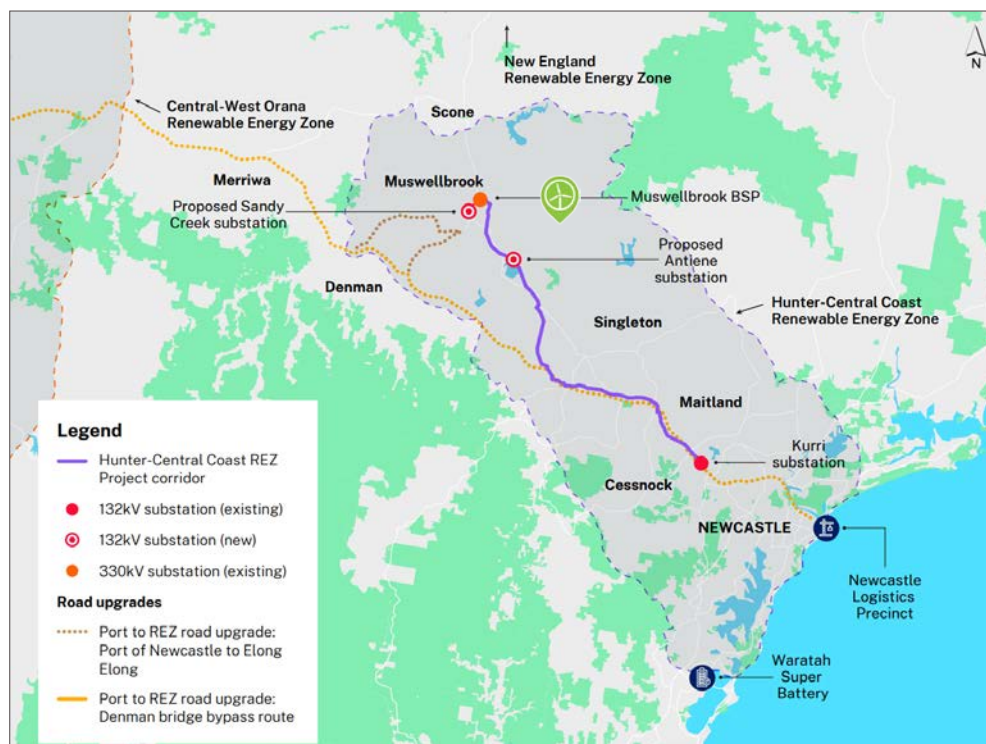 New England
Renewable Energy Zone
N
Central-West Orana
Renewable Energy Zone
Scone
Merriwa
Muswellbrook
Muswellbrook BSP
Proposed Sandy
Creek substation
Proposed
Antiene
substation
Denman
Hunter-Central Coast
Renewable Energy Zone
Singleton
Maitland
Kurri
substation
Cessnock
NEWCASTLE
Newcastle
Logistics
Precinct
Waratah
Super
Battery
Legend
Hunter-Central Coast REZ
Project corridor
132kV substation (existing)
132kV substation (new)
330kV substation (existing)
Road upgrades
Port to REZ road upgrade:
Port of Newcastle to Elong
Elong
Port to REZ road upgrade:
Denman bridge bypass route